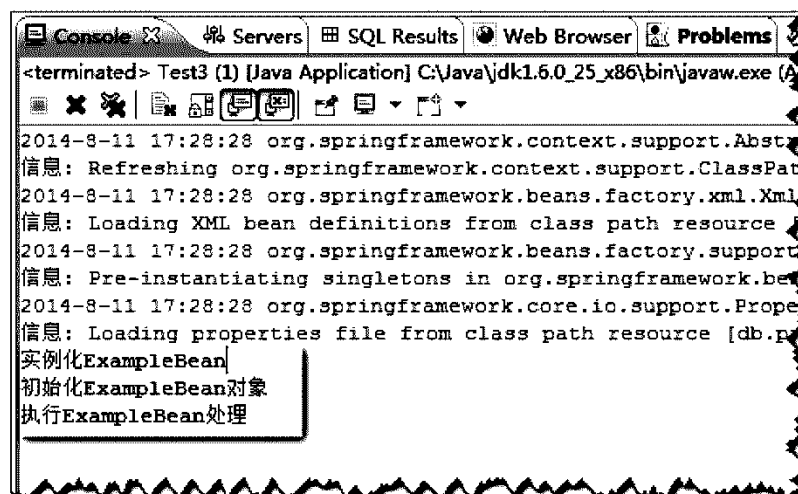 Console Servers SQL Results Web Browser Problems
<terminated> Test3 (1) [Java Application] C:\Java\jdk1.6.0_25_x86\bin\javaw.exe (A
2014-8-11 17:28:28 org.springframework.context.support.Abst
信息: Refreshing org.springframework.context.support.ClassPat
2014-8-11 17:28:28 org.springframework.beans.factory.xml.Xml
信息: Loading XML bean definitions from class path resource
2014-8-11 17:28:28 org.springframework.beans.factory.support
信息: Pre-instantiating singletons in org.springframework.be
2014-8-11 17:28:28 org.springframework.core.io.support.Prope
信息: Loading properties file from class path resource [db.p
实例化ExampleBean
初始化ExampleBean对象
执行ExampleBean处理